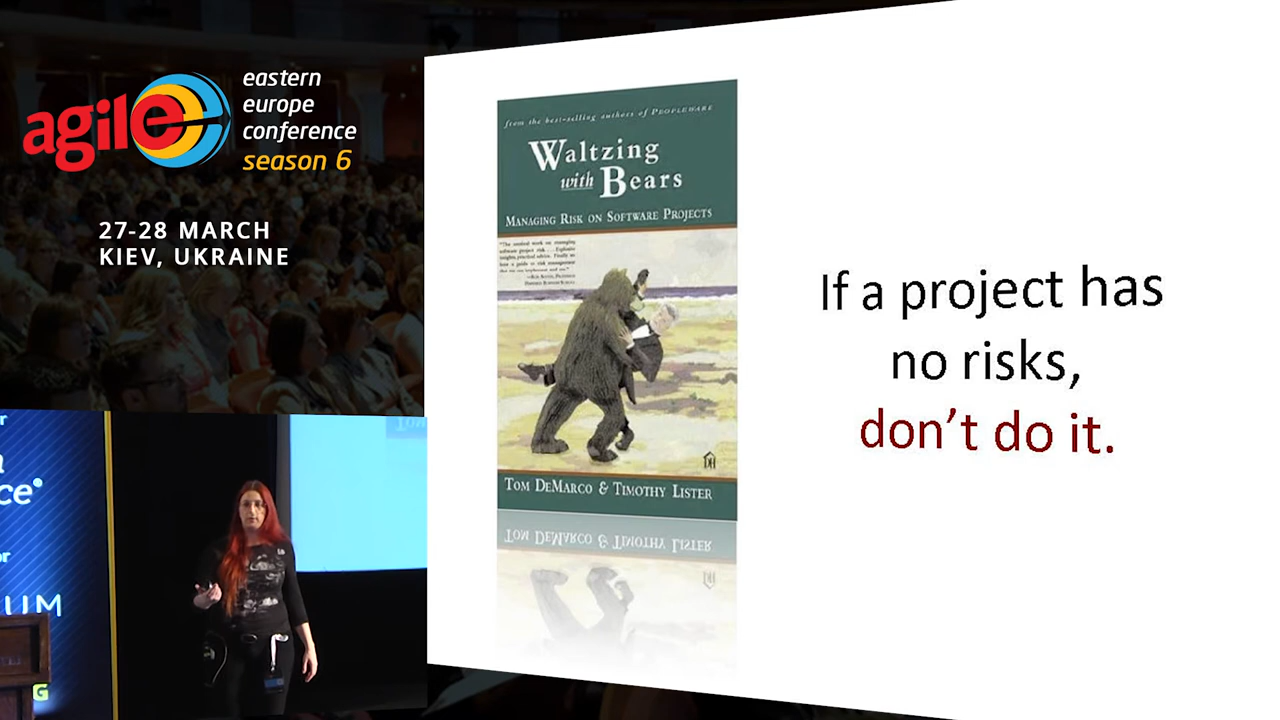 agile
eastern
europe
conference
season 6
27-28 MARCH
KIEV, UKRAINE
from the best-selling authors of PEOPLEWARE
Waltzing
with Bears
MANAGING RISK ON SOFTWARE PROJECTS
TOM DEMARCO & TIMOTHY LISTER
If a project has
no risks,
don't do it.